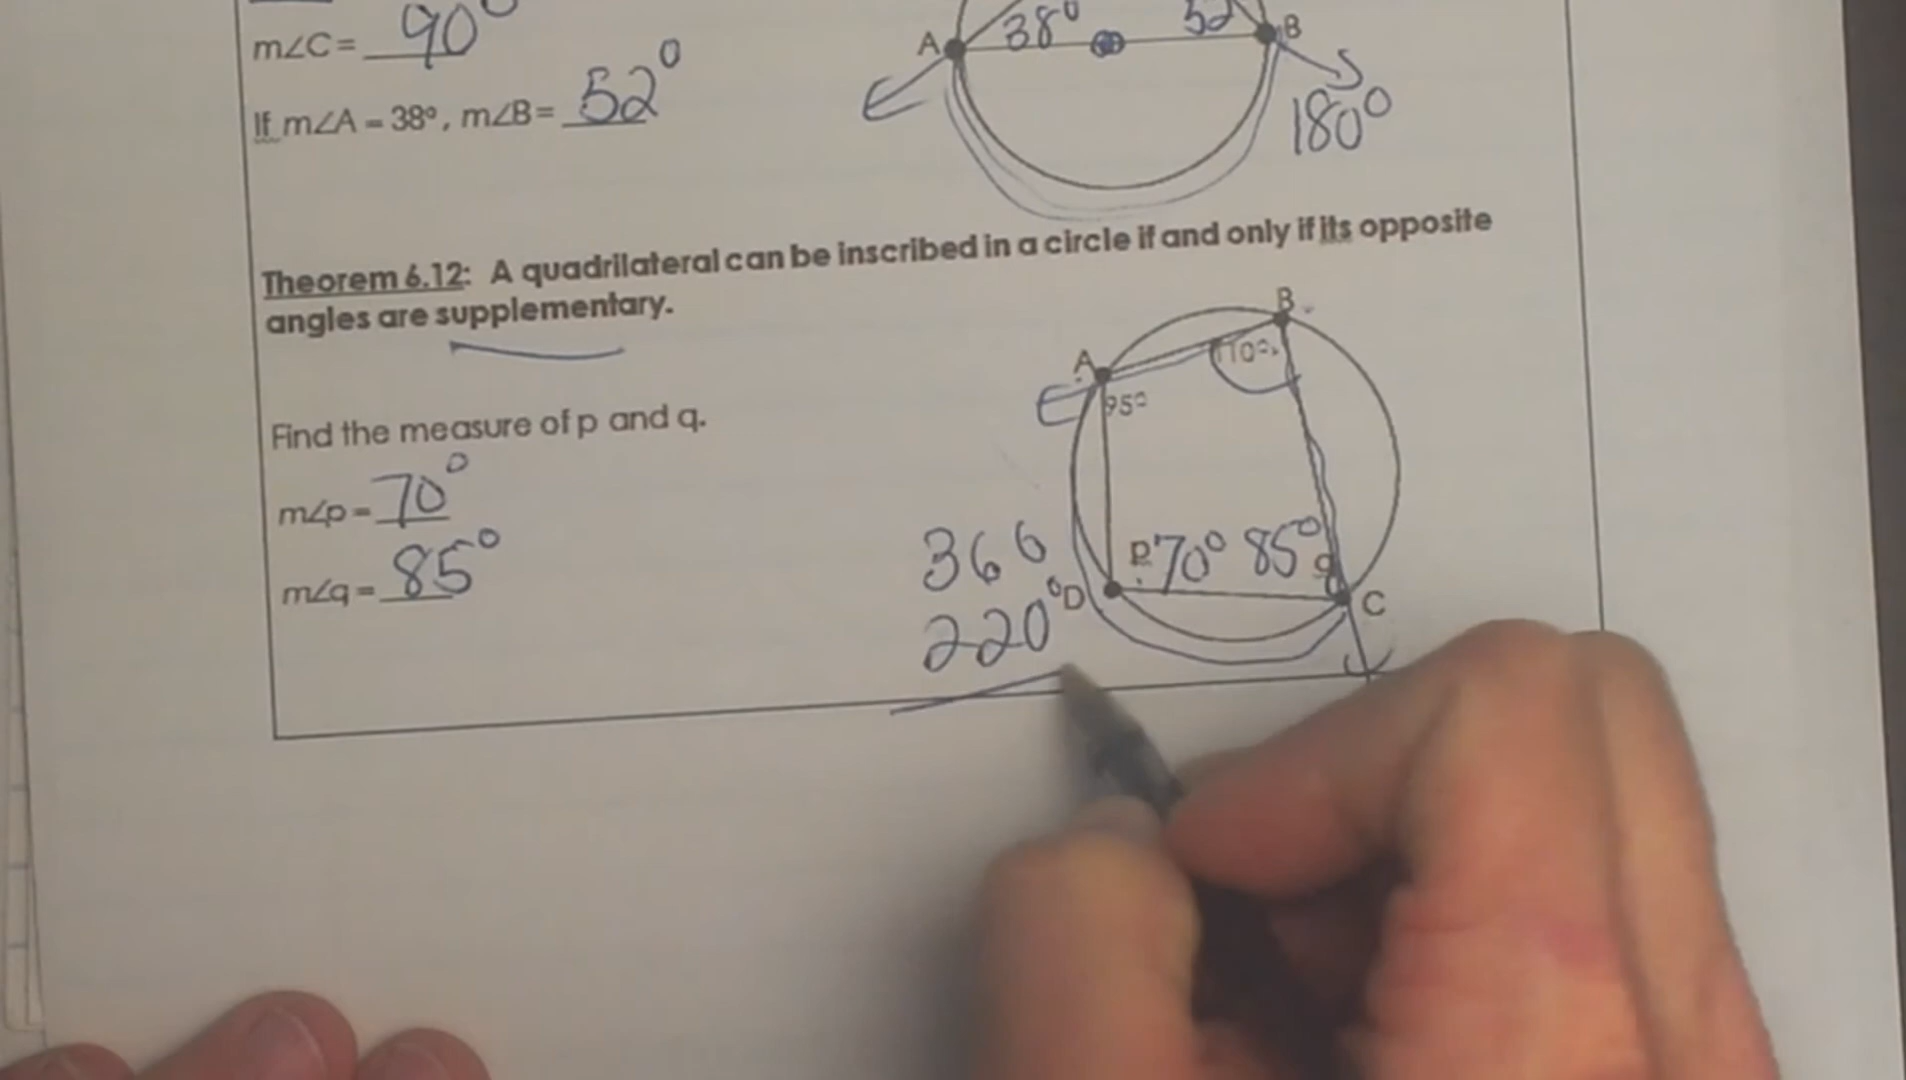 m∠C= 90°
If m∠A = 38°, m∠B= 52°
A 38° 52 B
180°
Theorem 6.12: A quadrilateral can be inscribed in a circle if and only if its opposite
angles are supplementary.
B
A 110°
95°
Find the measure of p and q.
m∠p= 70°
m∠q= 85°
p 70° 85° q
D C
360
220°